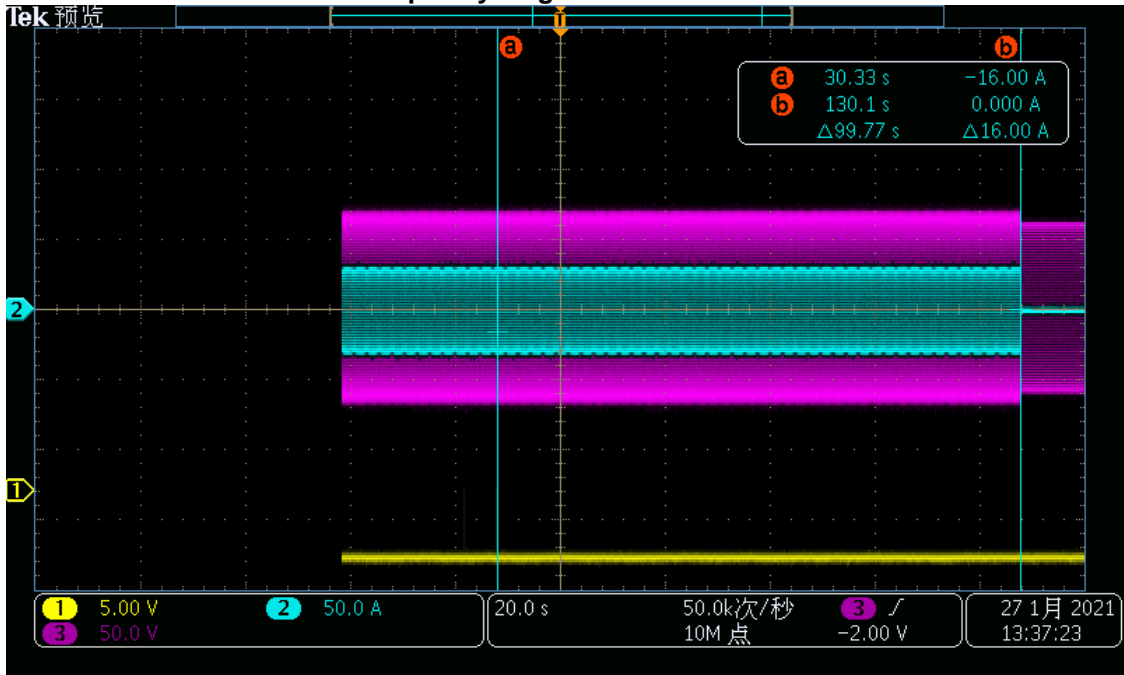 Tek 预览
T
a b
a 30.33 s −16.00 A
b 130.1 s 0.000 A
△99.77 s △16.00 A
2
1
1 5.00 V 2 50.0 A 20.0 s 50.0k次/秒 3 27 1月 2021
3 50.0 V 10M 点 −2.00 V 13:37:23